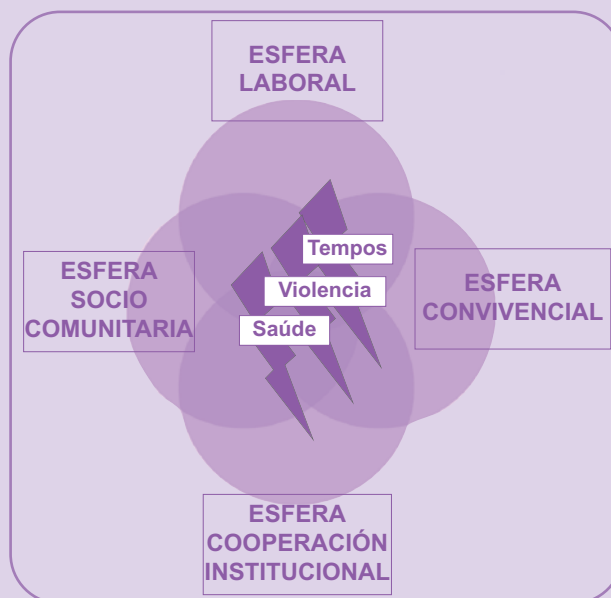 ESFERA
LABORAL
Tempos
Violencia
Saúde
ESFERA
SOCIO
COMUNITARIA
ESFERA
CONVIVENCIAL
ESFERA
COOPERACIÓN
INSTITUCIONAL